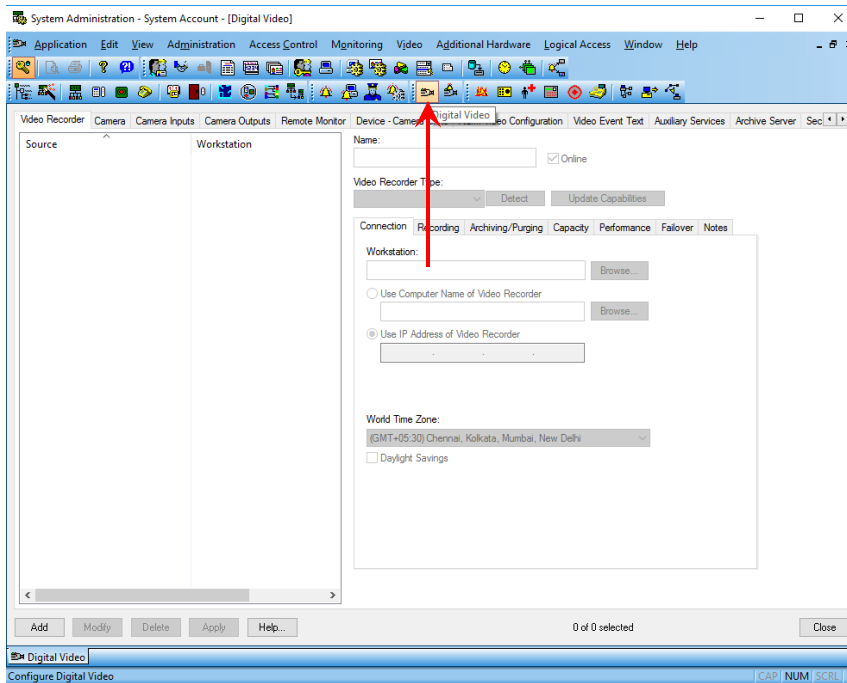 System Administration - System Account - [Digital Video]
Application Edit View Administration Access Control Monitoring Video Additional Hardware Logical Access Window Help
Digital Video
Video Recorder Camera Camera Inputs Camera Outputs Remote Monitor Device - Camera Video Configuration Video Event Text Auxiliary Services Archive Server Sec
Source Workstation
Name:
Online
Video Recorder Type:
Detect Update Capabilities
Connection Recording Archiving/Purging Capacity Performance Failover Notes
Workstation:
Browse...
Use Computer Name of Video Recorder
Browse...
Use IP Address of Video Recorder
. . .
World Time Zone:
(GMT+05:30) Chennai, Kolkata, Mumbai, New Delhi
Daylight Savings
Add Modify Delete Apply Help... 0 of 0 selected Close
Digital Video
Configure Digital Video CAP NUM SCRL